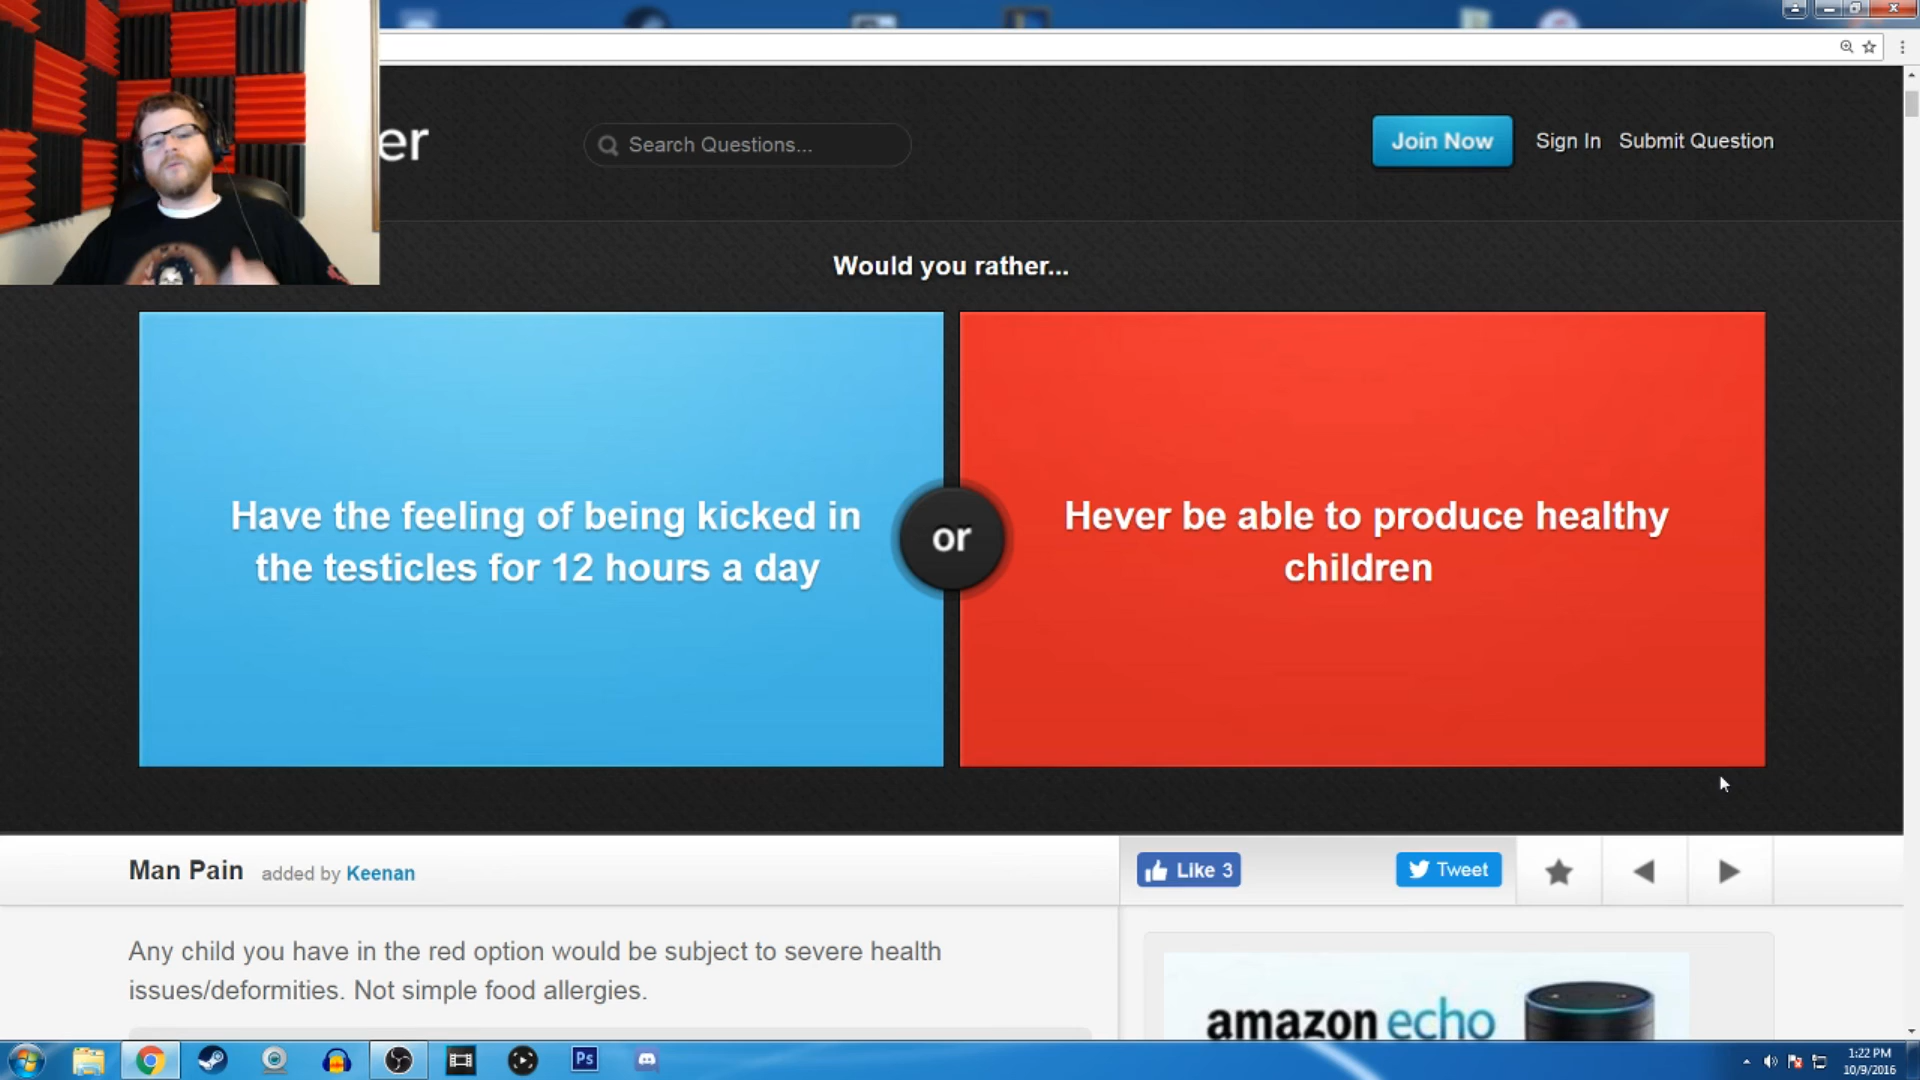 er
Search Questions...
Join Now
Sign In
Submit Question
Would you rather...
Have the feeling of being kicked in
the testicles for 12 hours a day
or
Hever be able to produce healthy
children
Man Pain added by Keenan
Like 3
Tweet
Any child you have in the red option would be subject to severe health
issues/deformities. Not simple food allergies.
amazon echo
Ps
1:22 PM
10/9/2016